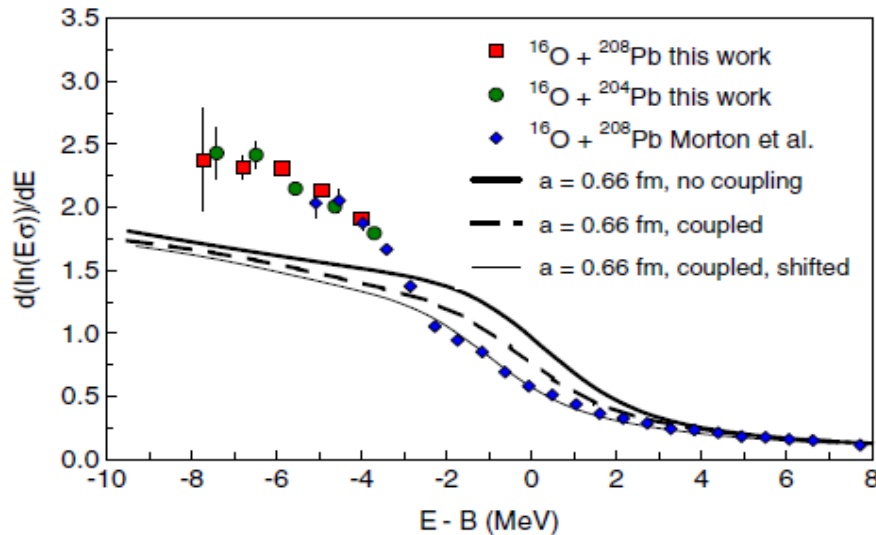 3.5
3.0
2.5
2.0
1.5
1.0
0.5
0.0
d(ln(Eσ))/dE
¹⁶O + ²⁰⁸Pb this work
¹⁶O + ²⁰⁴Pb this work
¹⁶O + ²⁰⁸Pb Morton et al.
a = 0.66 fm, no coupling
a = 0.66 fm, coupled
a = 0.66 fm, coupled, shifted
-10 -8 -6 -4 -2 0 2 4 6 8
E - B (MeV)